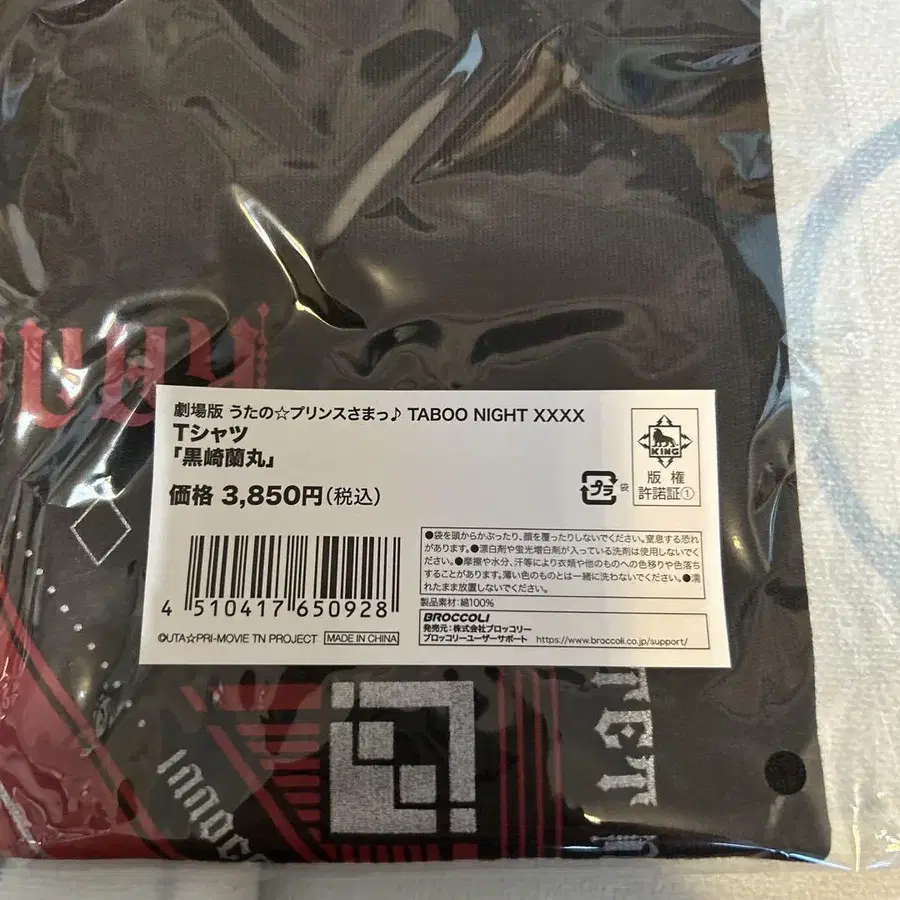 劇場版 うたの☆プリンスさまっ♪ TABOO NIGHT XXXX
Tシャツ
「黒崎蘭丸」
価格 3,850円(税込)
プラ 袋
KING
版権
許諾証①
●袋を頭からかぶったり、顔を覆ったりしないでください。窒息する恐れ
があります。●漂白剤や蛍光増白剤が入っている洗剤は使用しないでくだ
さい。●摩擦や水分、汗等により衣類や他のものへの色移りや色落ち
することがあります。薄い色のものとは一緒に洗わないでください。●濡
れたまま放置しないでください。
製品素材:綿100%
BROCCOLI
発売元:株式会社ブロッコリー
ブロッコリーユーザーサポート https://www.broccoli.co.jp/support/
4 510417 650928
©UTA☆PRI-MOVIE TN PROJECT MADE IN CHINA